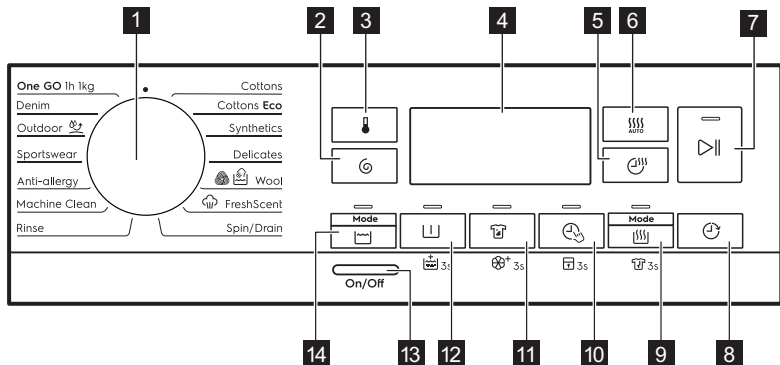 1
2
3
4
5
6
7
One GO 1h 1kg
Denim
Outdoor
Sportswear
Anti-allergy
Machine Clean
Rinse
Cottons
Cottons Eco
Synthetics
Delicates
Wool
FreshScent
Spin/Drain
AUTO
Mode
Mode
3s
3s
3s
3s
On/Off
14
13
12
11
10
9
8